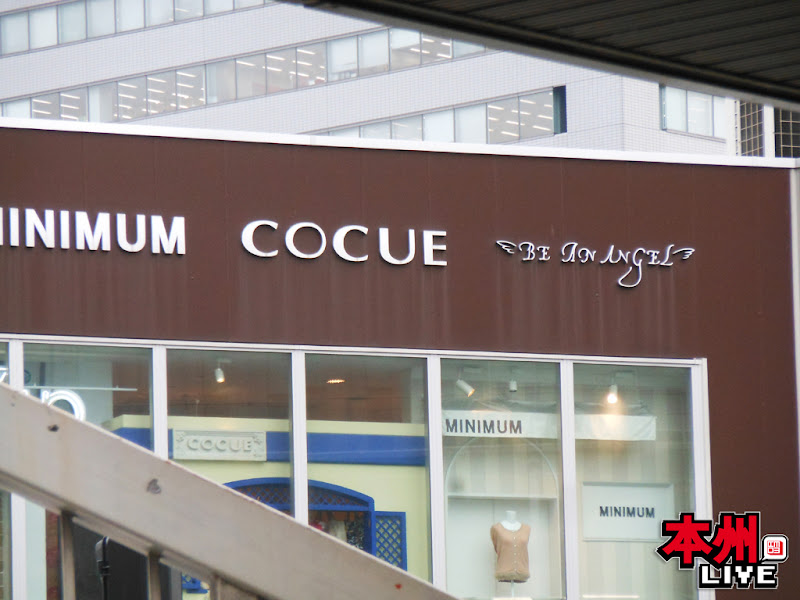 MINIMUM COCUE BE AN ANGEL
COCUE
MINIMUM
MINIMUM
本州
LIVE